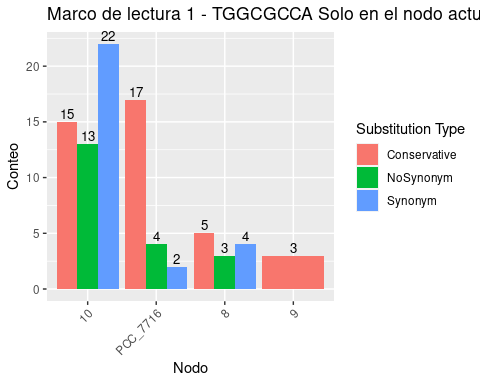 Marco de lectura 1 - TGGCGCCA Solo en el nodo actu
Conteo
20
15
10
5
0
15
13
22
17
4
2
5
3
4
3
10
PCC_7716
8
9
Nodo
Substitution Type
Conservative
NoSynonym
Synonym